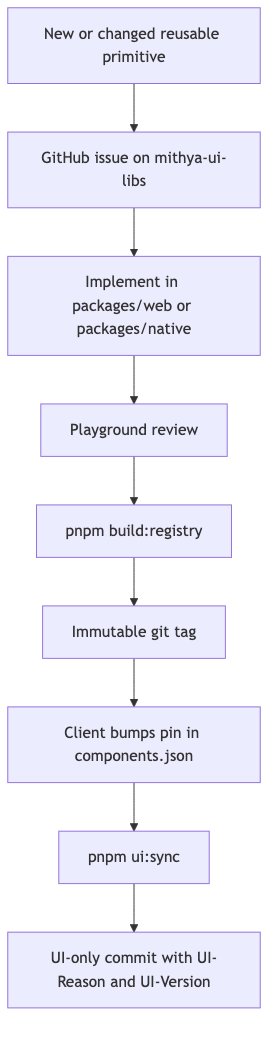 New or changed reusable
primitive
GitHub issue on mithya-ui-
libs
Implement in
packages/web or
packages/native
Playground review
pnpm build:registry
Immutable git tag
Client bumps pin in
components.json
pnpm ui:sync
UI-only commit with UI-
Reason and UI-Version